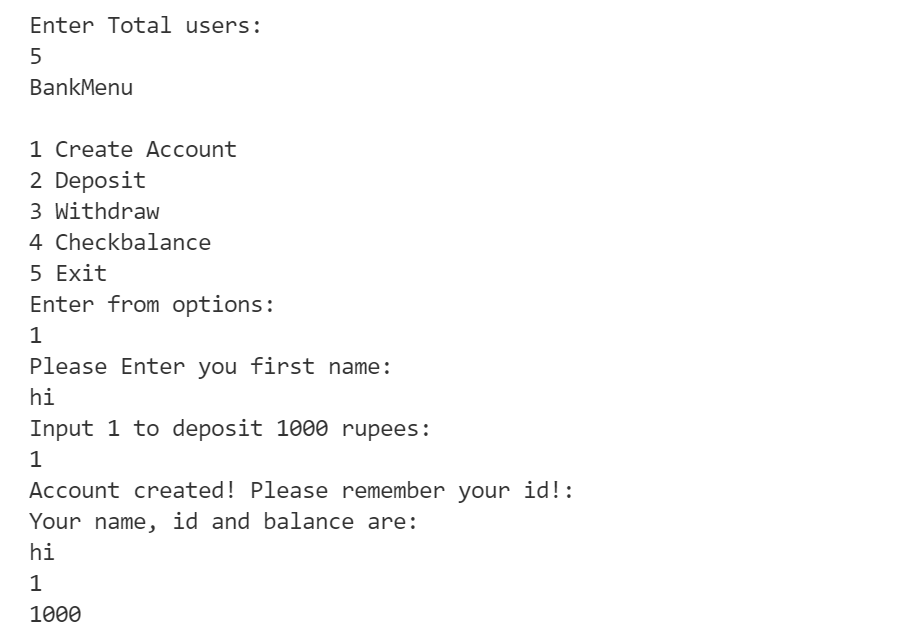 Enter Total users:
5
BankMenu
1 Create Account
2 Deposit
3 Withdraw
4 Checkbalance
5 Exit
Enter from options:
1
Please Enter you first name:
hi
Input 1 to deposit 1000 rupees:
1
Account created! Please remember your id!:
Your name, id and balance are:
hi
1
1000